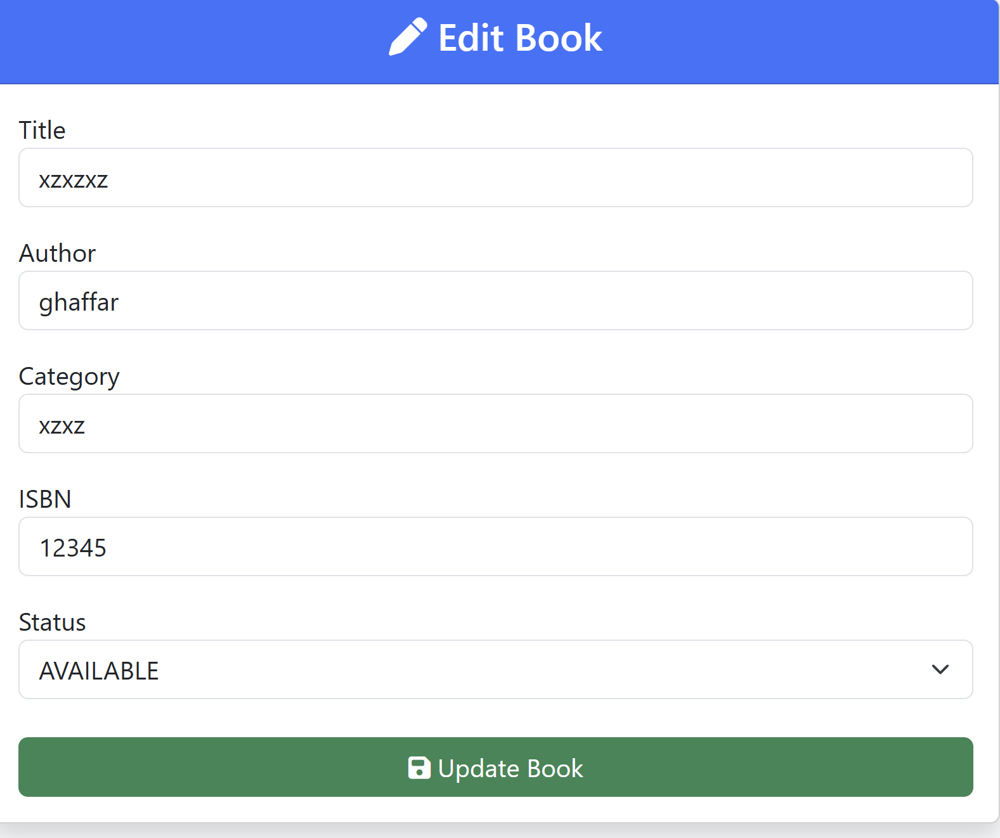 Edit Book
Title
xzxzxz
Author
ghaffar
Category
xzxz
ISBN
12345
Status
AVAILABLE
Update Book